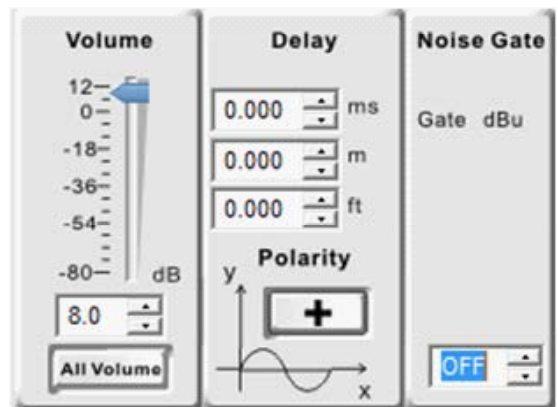 Volume
12
0
-18
-36
-54
-80
dB
8.0
All Volume
Delay
0.000 ms
0.000 m
0.000 ft
Polarity
y
+
x
Noise Gate
Gate dBu
OFF